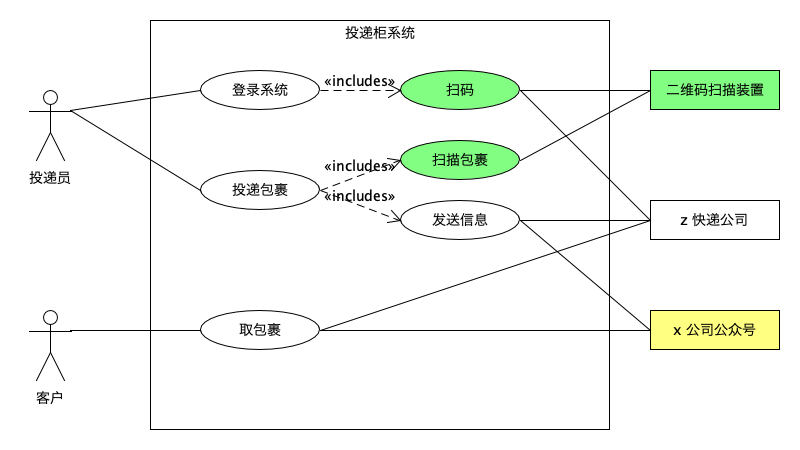 投递柜系统
登录系统
«includes»
扫码
二维码扫描装置
投递员
投递包裹
«includes»
扫描包裹
«includes»
发送信息
z 快递公司
客户
取包裹
x 公司公众号